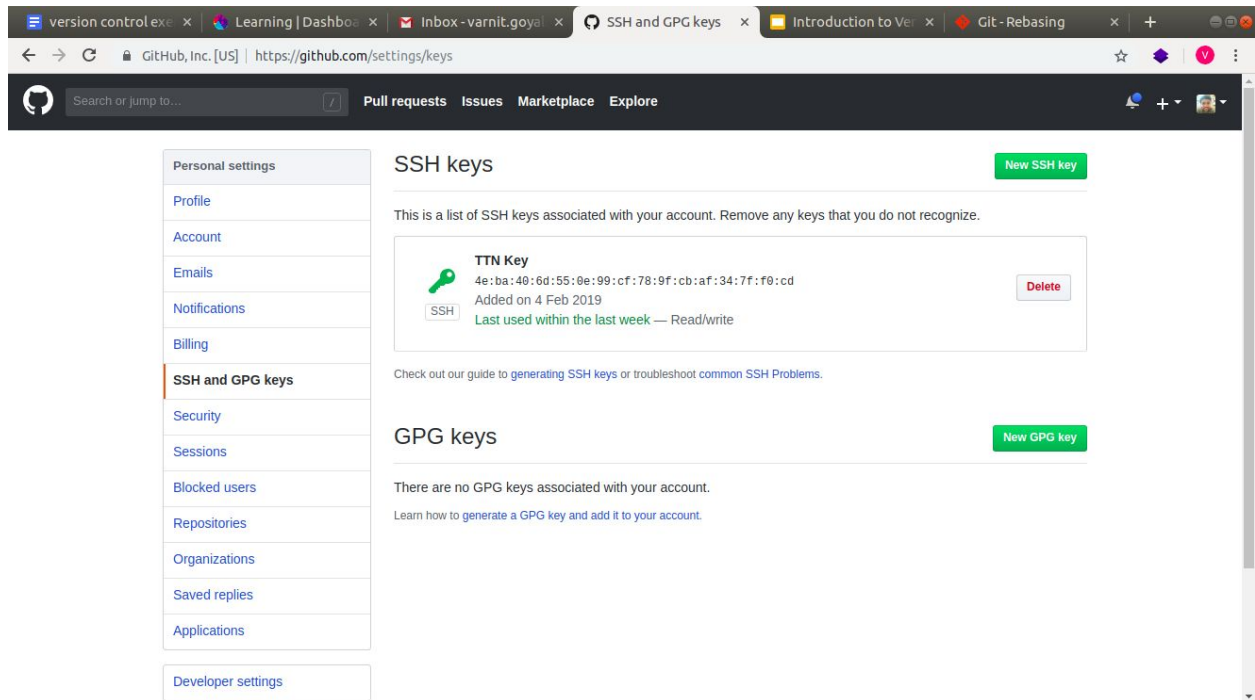 version control exe
Learning | Dashboa
Inbox - varnit.goyal
SSH and GPG keys
Introduction to Ver
Git - Rebasing
GitHub, Inc. [US] | https://github.com/settings/keys
V
Search or jump to...
/
Pull requests Issues Marketplace Explore
Personal settings
Profile
Account
Emails
Notifications
Billing
SSH and GPG keys
Security
Sessions
Blocked users
Repositories
Organizations
Saved replies
Applications
Developer settings
SSH keys
New SSH key
This is a list of SSH keys associated with your account. Remove any keys that you do not recognize.
TTN Key
4e:ba:40:6d:55:0e:99:cf:78:9f:cb:af:34:7f:f0:cd
Added on 4 Feb 2019
SSH
Last used within the last week — Read/write
Delete
Check out our guide to generating SSH keys or troubleshoot common SSH Problems.
GPG keys
New GPG key
There are no GPG keys associated with your account.
Learn how to generate a GPG key and add it to your account.